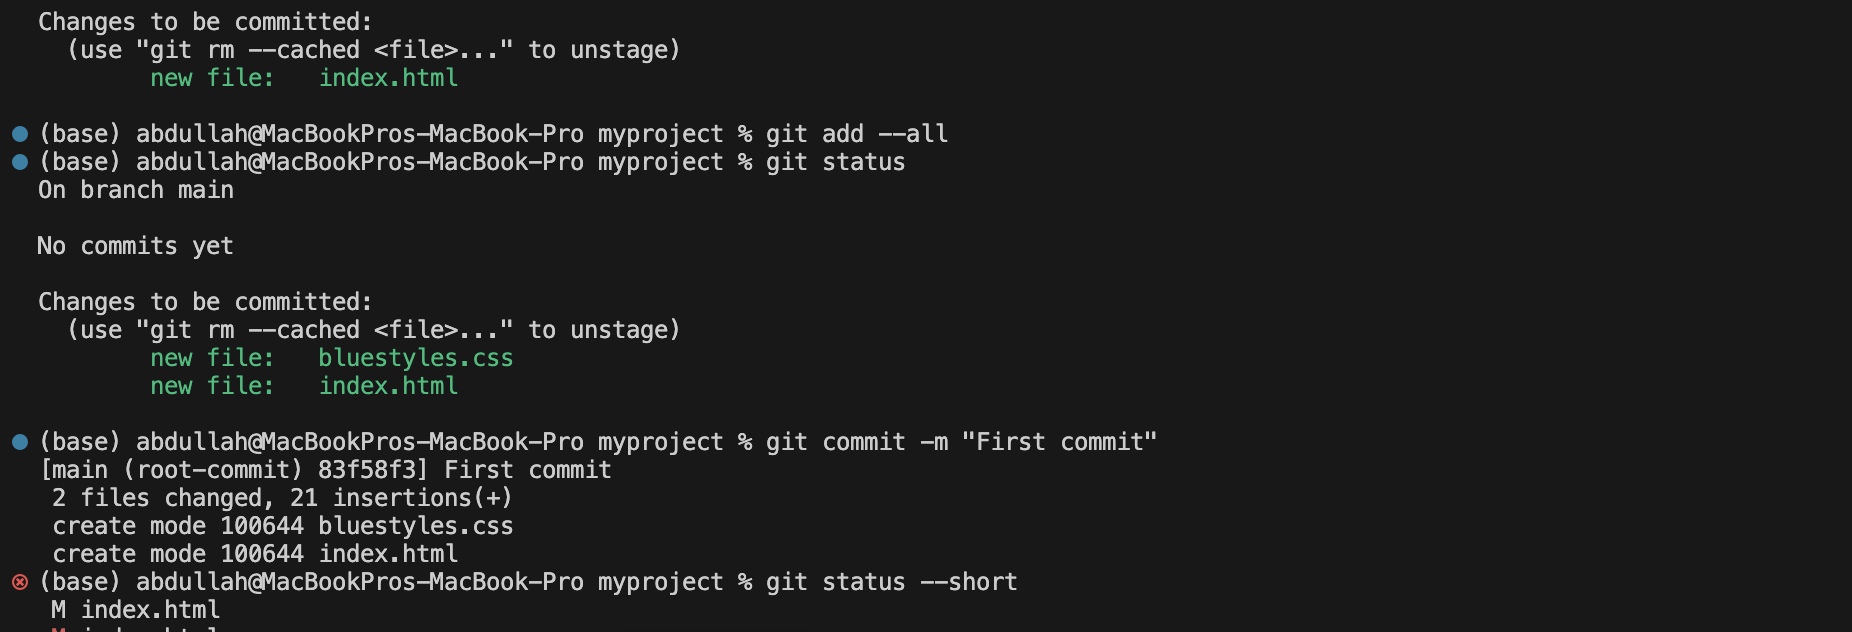 Changes to be committed:
(use "git rm --cached <file>..." to unstage)
new file: index.html
(base) abdullah@MacBookPros-MacBook-Pro myproject % git add --all
(base) abdullah@MacBookPros-MacBook-Pro myproject % git status
On branch main
No commits yet
Changes to be committed:
(use "git rm --cached <file>..." to unstage)
new file: bluestyles.css
new file: index.html
(base) abdullah@MacBookPros-MacBook-Pro myproject % git commit -m "First commit"
[main (root-commit) 83f58f3] First commit
2 files changed, 21 insertions(+)
create mode 100644 bluestyles.css
create mode 100644 index.html
(base) abdullah@MacBookPros-MacBook-Pro myproject % git status --short
M index.html